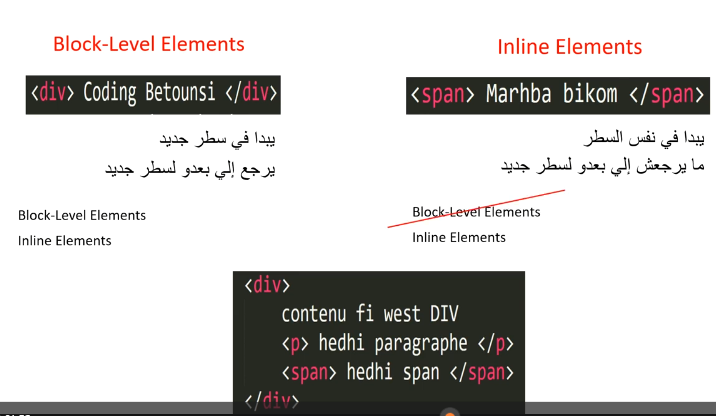 Block-Level Elements
<div> Coding Betounsi </div>
يبدا في سطر جديد
يرجع إلي بعدو لسطر جديد
Block-Level Elements
Inline Elements
Inline Elements
<span> Marhba bikom </span>
يبدا في نفس السطر
ما يرجعش إلي بعدو لسطر جديد
Block-Level Elements
Inline Elements
<div>
contenu fi west DIV
<p> hedhi paragraphe </p>
<span> hedhi span </span>
</div>